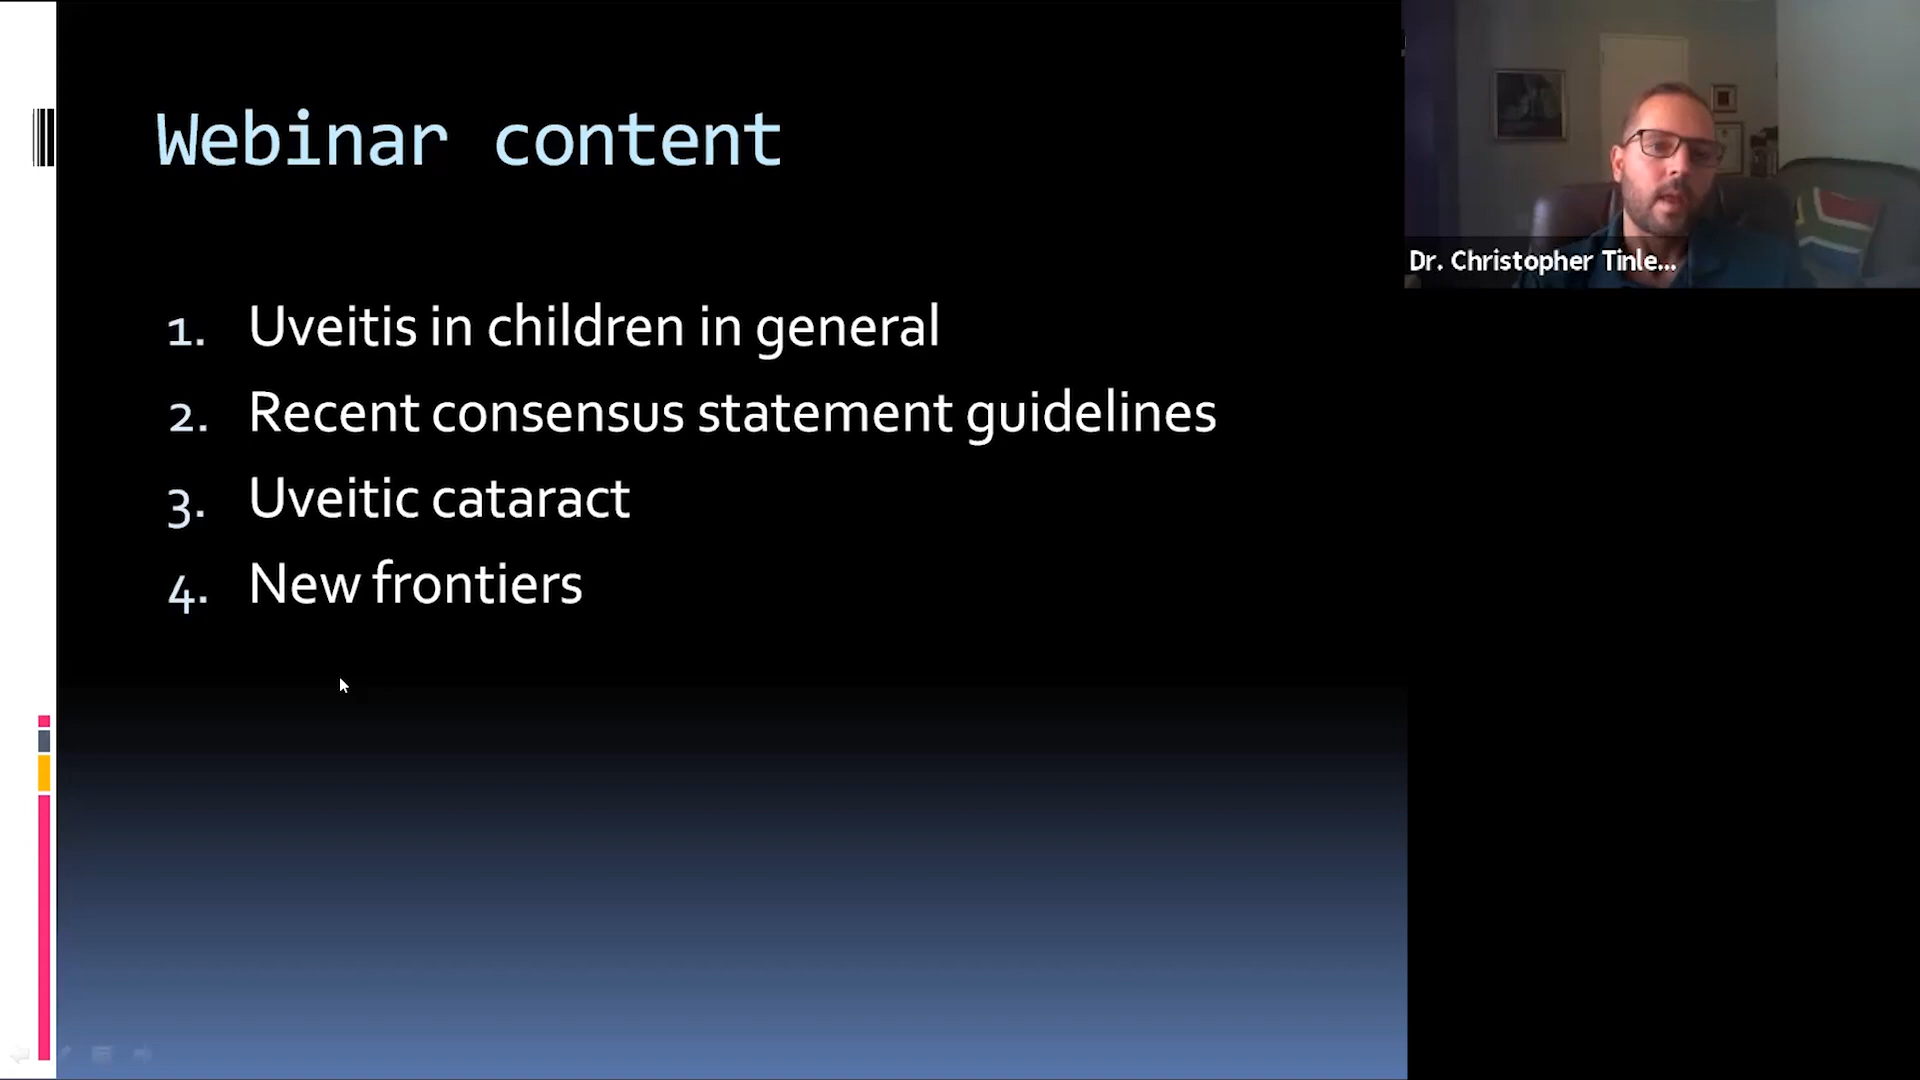 Webinar content
1. Uveitis in children in general
2. Recent consensus statement guidelines
3. Uveitic cataract
4. New frontiers
Dr. Christopher Tinle...